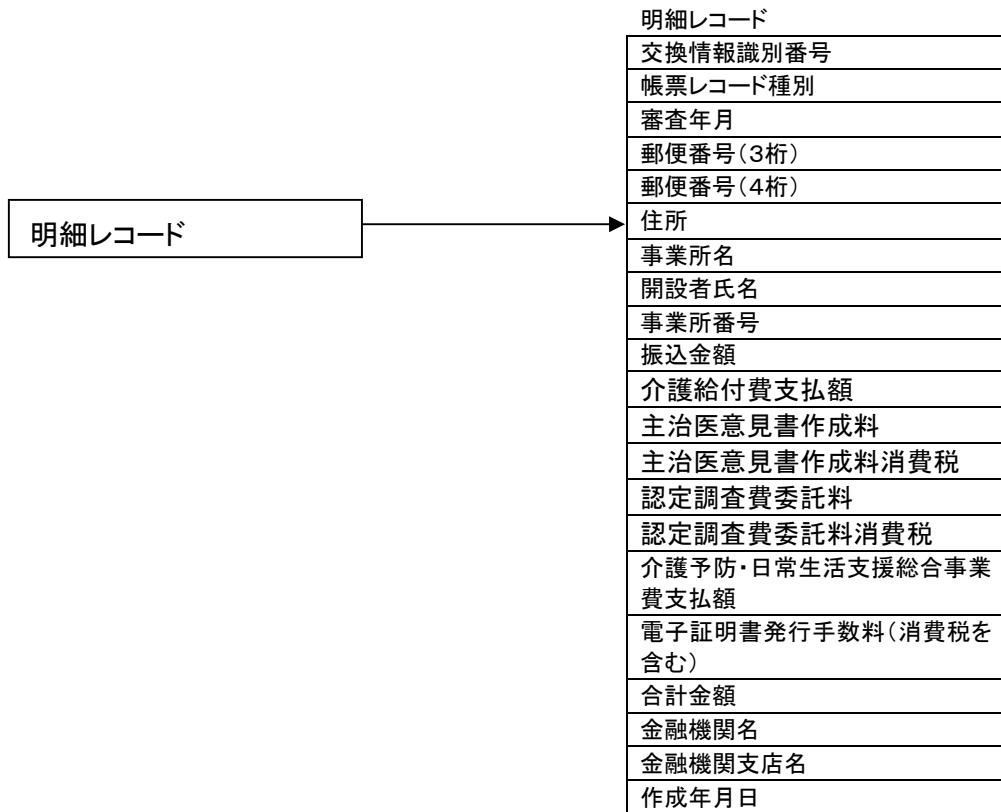 明細レコード
明細レコード
交換情報識別番号
帳票レコード種別
審査年月
郵便番号(3桁)
郵便番号(4桁)
住所
事業所名
開設者氏名
事業所番号
振込金額
介護給付費支払額
主治医意見書作成料
主治医意見書作成料消費税
認定調査費委託料
認定調査費委託料消費税
介護予防・日常生活支援総合事業
費支払額
電子証明書発行手数料(消費税を
含む)
合計金額
金融機関名
金融機関支店名
作成年月日